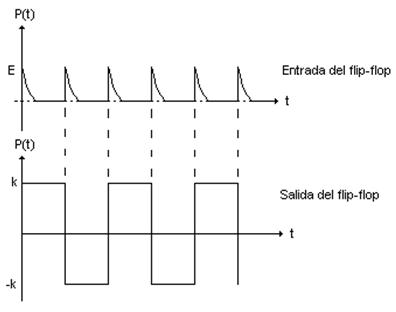 P(t)
E
Entrada del flip-flop
t
P(t)
k
Salida del flip-flop
t
-k